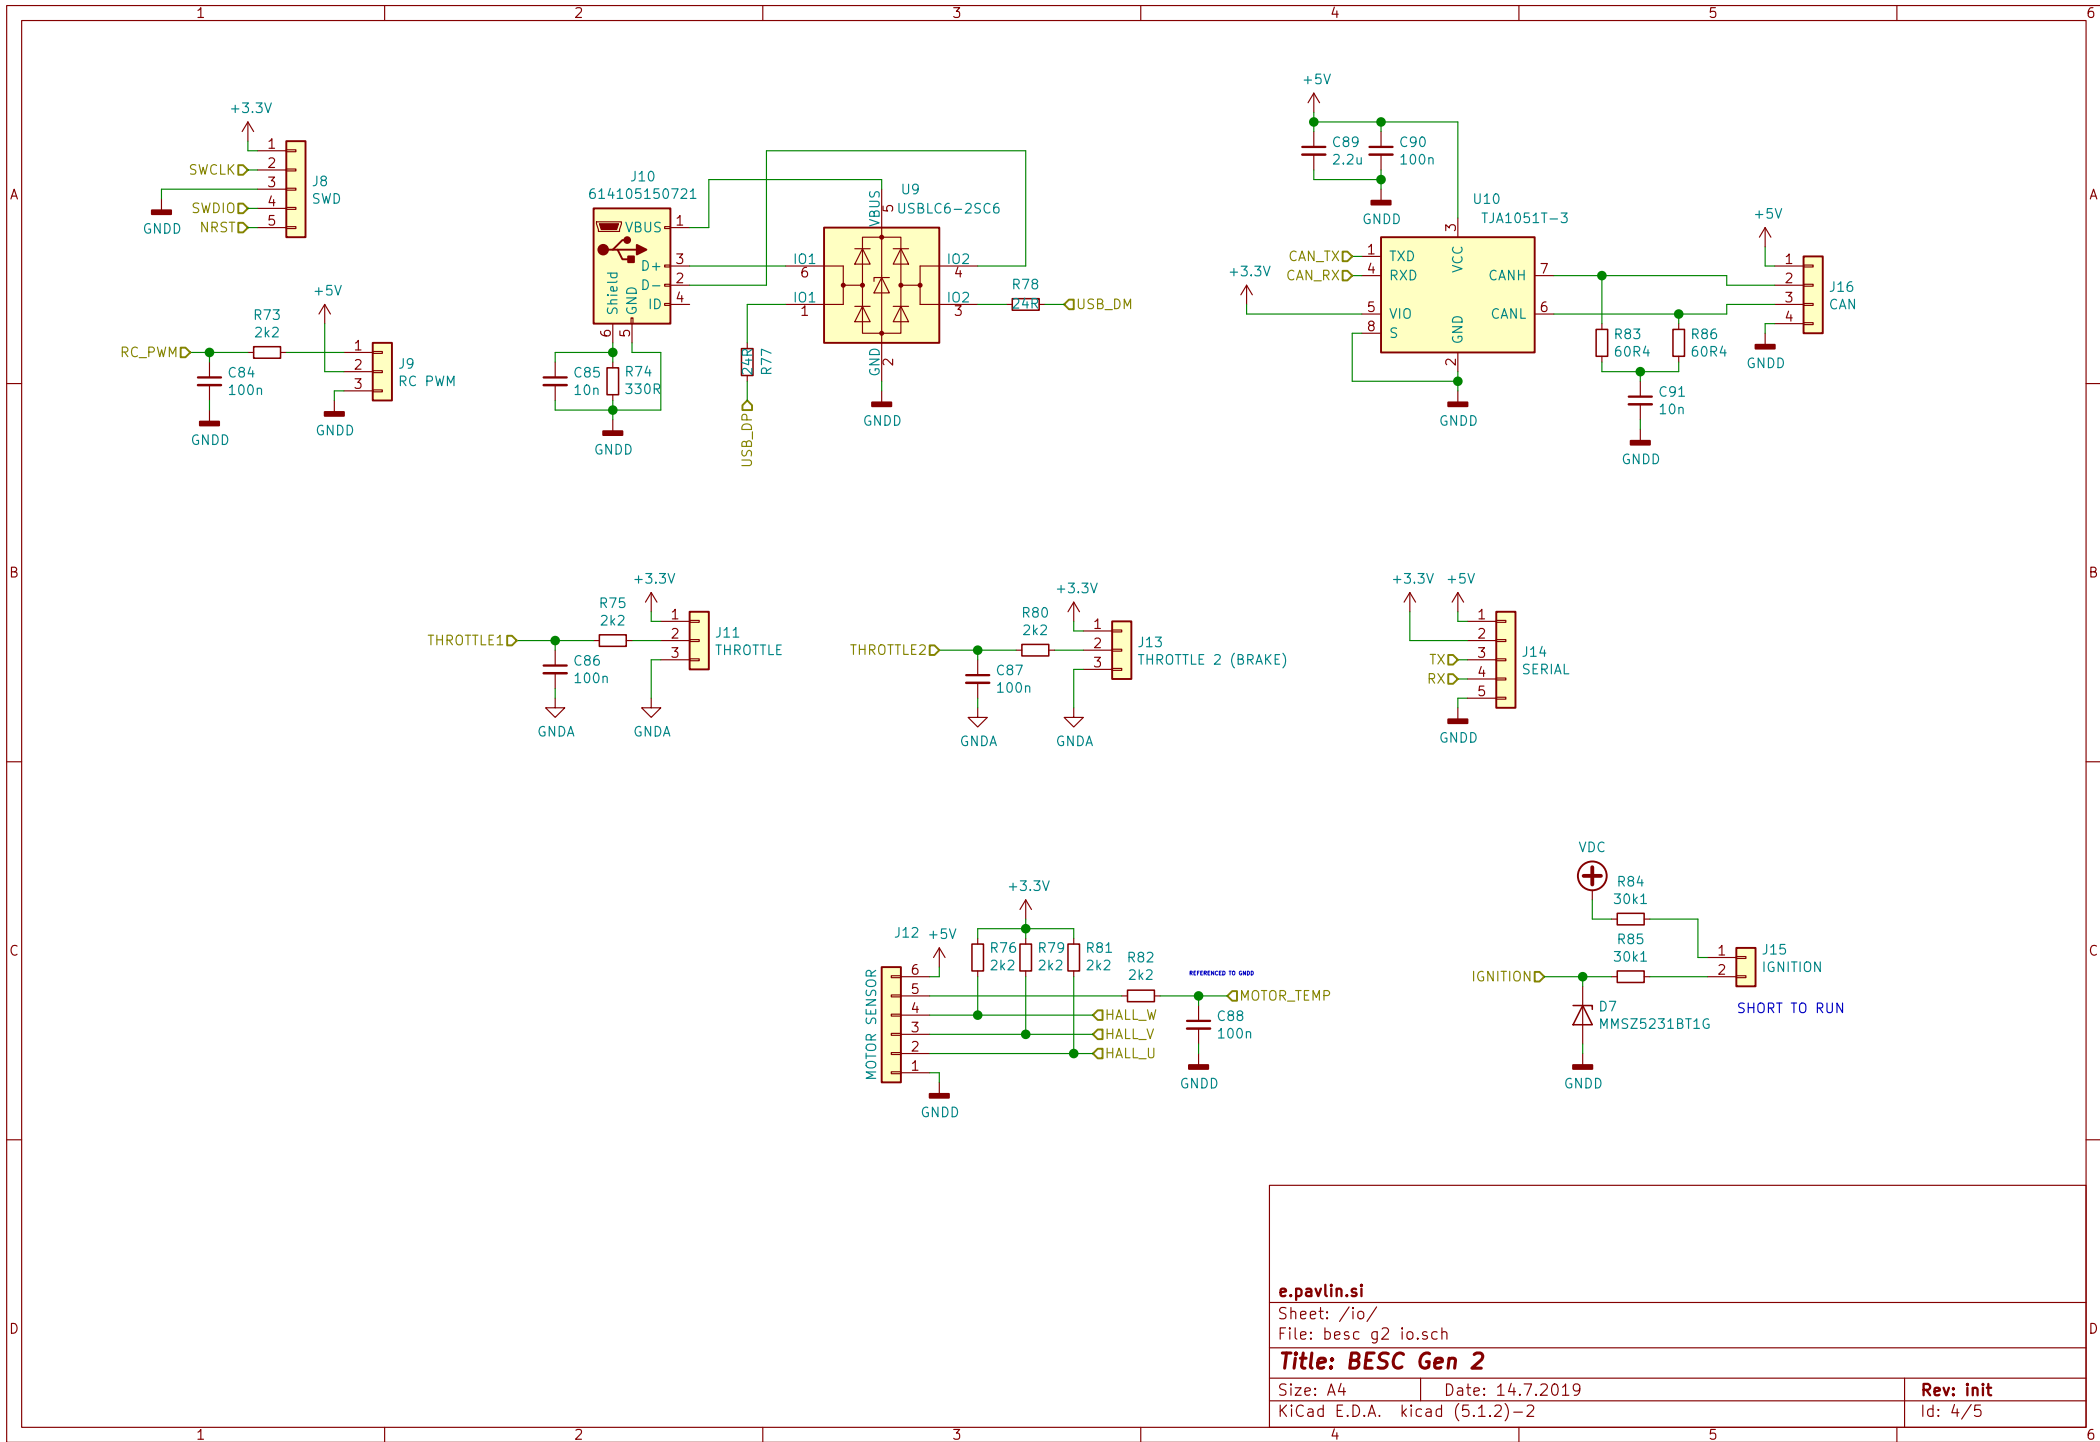 1 2 3 4 5 6
A
B
C
D
+3.3V
SWCLK
SWDIO
NRST
GNDD
1
2
3
4
5
J8
SWD
RC_PWM
R73
2k2
C84
100n
GNDD
+5V
1
2
3
J9
RC PWM
GNDD
J10
614105150721
VBUS
D+
D-
ID
Shield
GND
1
3
2
4
6
5
C85
10n
R74
330R
GNDD
24R
R77
USB_DP
U9
USBLC6-2SC6
VBUS
5
IO1
6
IO1
1
IO2
4
IO2
3
GND
2
GNDD
R78
24R
USB_DM
+5V
C89
2.2u
C90
100n
GNDD
U10
TJA1051T-3
CAN_TX
CAN_RX
+3.3V
1
4
5
8
TXD
RXD
VIO
S
3
VCC
GND
2
CANH
CANL
7
6
GNDD
R83
60R4
R86
60R4
C91
10n
GNDD
+5V
1
2
3
4
J16
CAN
GNDD
THROTTLE1
R75
2k2
C86
100n
GNDA
+3.3V
1
2
3
J11
THROTTLE
GNDA
THROTTLE2
R80
2k2
C87
100n
GNDA
+3.3V
1
2
3
J13
THROTTLE 2 (BRAKE)
GNDA
+3.3V +5V
TX
RX
1
2
3
4
5
J14
SERIAL
GNDD
J12
MOTOR SENSOR
+5V
6
5
4
3
2
1
GNDD
+3.3V
R76
2k2
R79
2k2
R81
2k2
R82
2k2
REFERENCED TO GNDD
MOTOR_TEMP
HALL_W
HALL_V
HALL_U
C88
100n
GNDD
VDC
R84
30k1
R85
30k1
IGNITION
1
2
J15
IGNITION
D7
MMSZ5231BT1G
GNDD
SHORT TO RUN
e.pavlin.si
Sheet: /io/
File: besc g2 io.sch
Title: BESC Gen 2
Size: A4 Date: 14.7.2019 Rev: init
KiCad E.D.A. kicad (5.1.2)-2 Id: 4/5
A
B
C
D
1 2 3 4 5 6